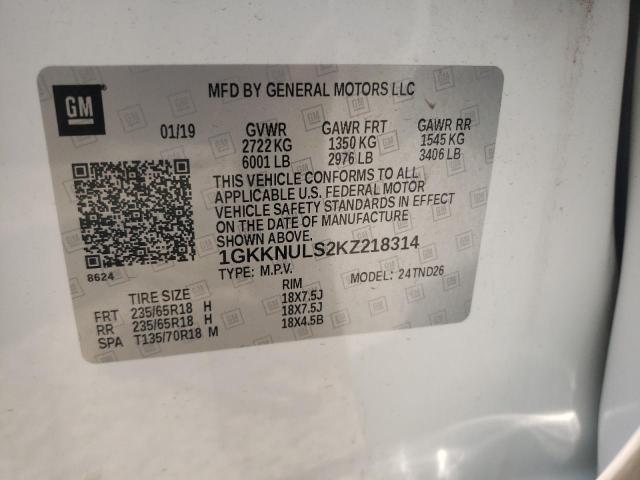 GM
MFD BY GENERAL MOTORS LLC
01/19 GVWR GAWR FRT GAWR RR
2722 KG 1350 KG 1545 KG
6001 LB 2976 LB 3406 LB
THIS VEHICLE CONFORMS TO ALL
APPLICABLE U.S. FEDERAL MOTOR
VEHICLE SAFETY STANDARDS IN EFFECT
ON THE DATE OF MANUFACTURE
SHOWN ABOVE.
1GKKNULS2KZ218314
8624
TYPE: M.P.V. MODEL: 24TND26
TIRE SIZE RIM
FRT 235/65R18 H 18X7.5J
RR 235/65R18 H 18X7.5J
SPA T135/70R18 M 18X4.5B